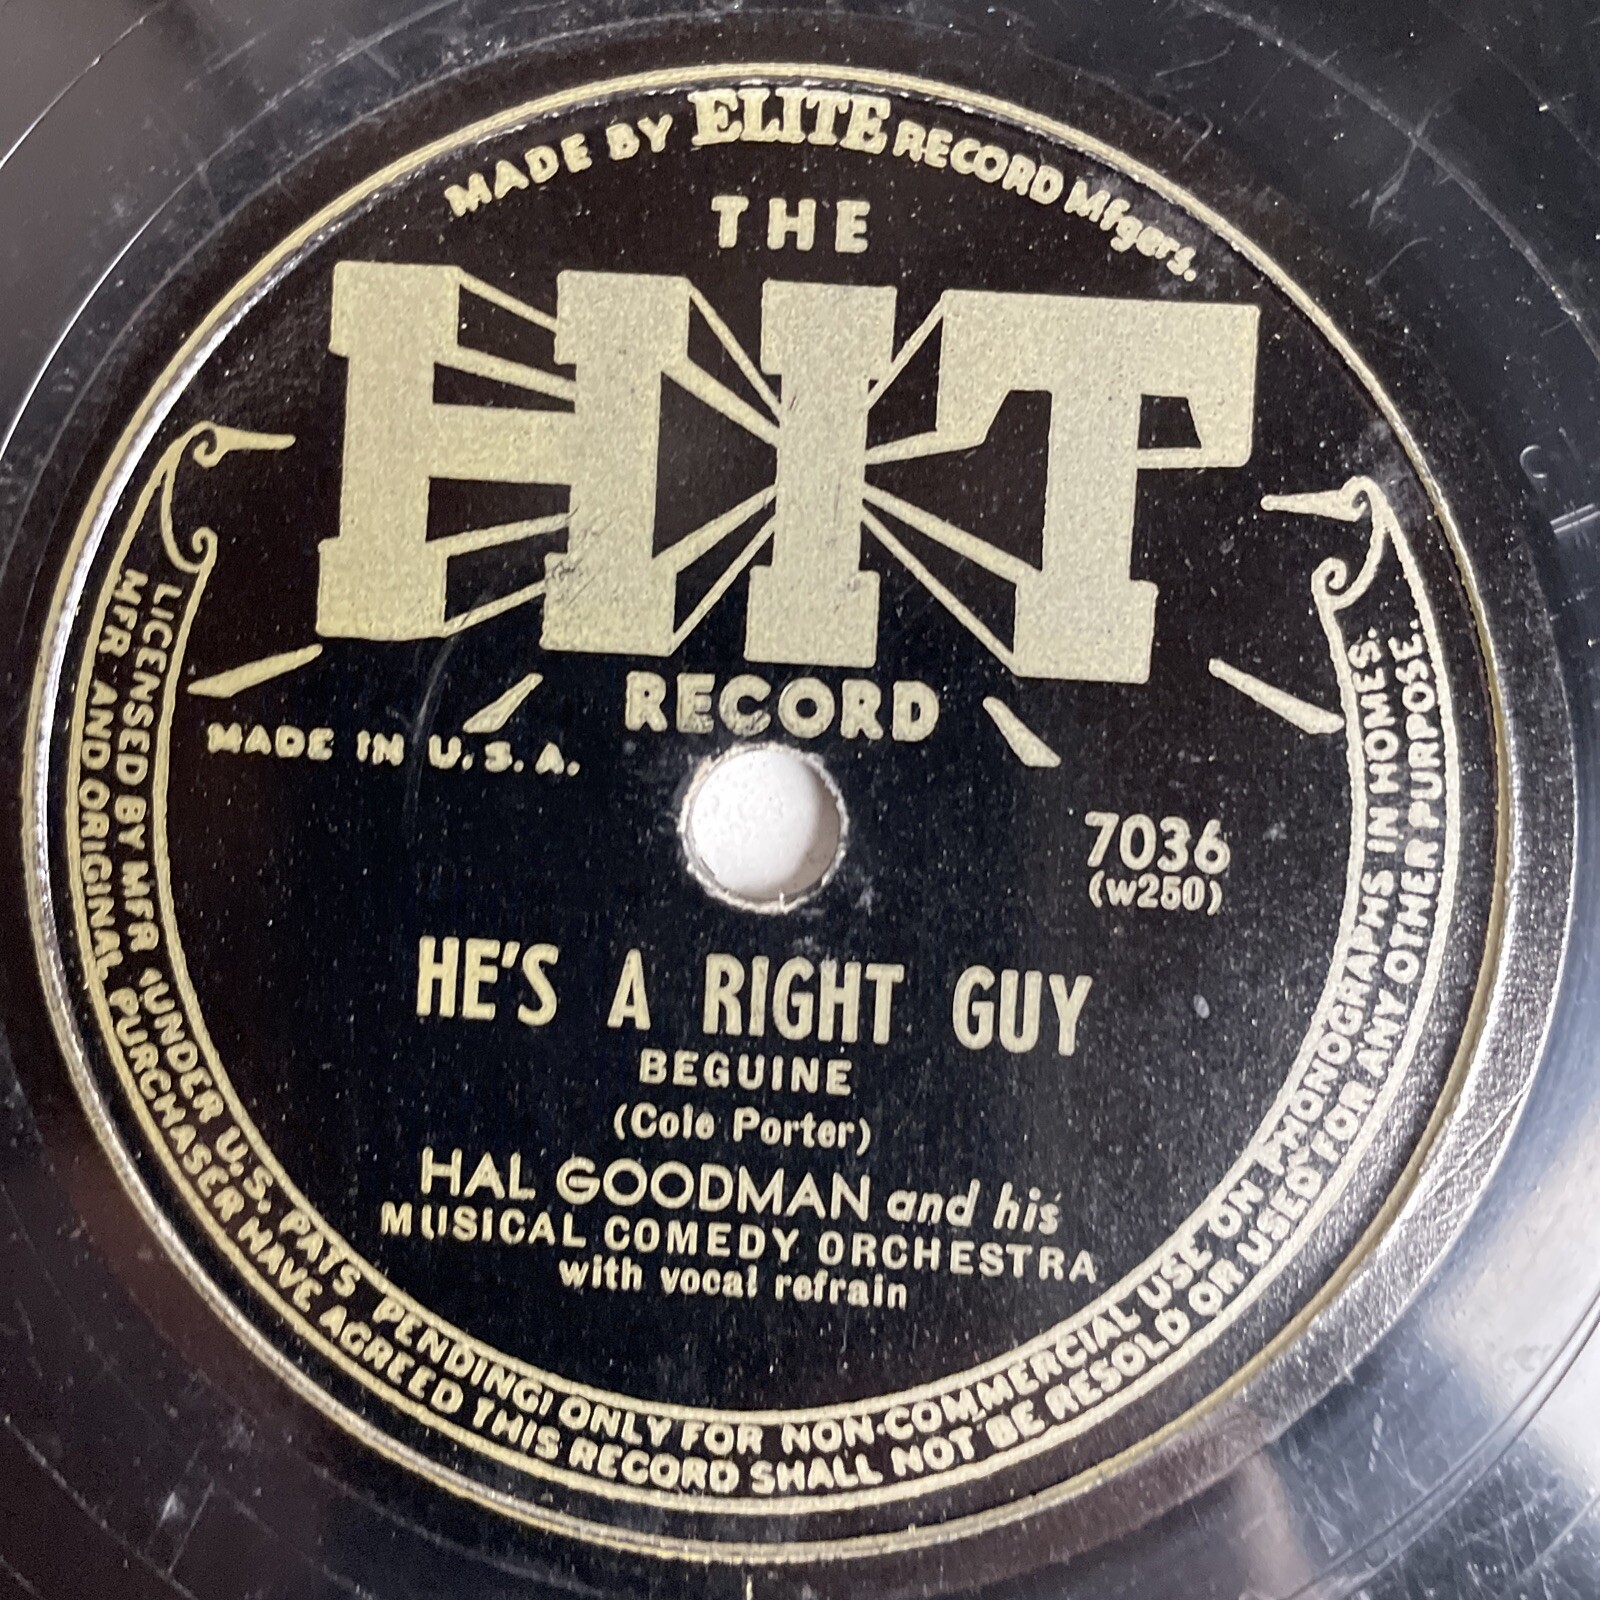 MADE BY ELITE RECORD Mfgers.
THE
HIT
RECORD
MADE IN U.S.A.
7036
(w250)
HE'S A RIGHT GUY
BEGUINE
(Cole Porter)
HAL GOODMAN and his
MUSICAL COMEDY ORCHESTRA
with vocal refrain
LICENSED BY MFR UNDER U.S. PATS PENDING! ONLY FOR NON-COMMERCIAL USE ON PHONOGRAPHS IN HOMES.
MFR AND ORIGINAL PURCHASER HAVE AGREED THIS RECORD SHALL NOT BE RESOLD OR USED FOR ANY OTHER PURPOSE.